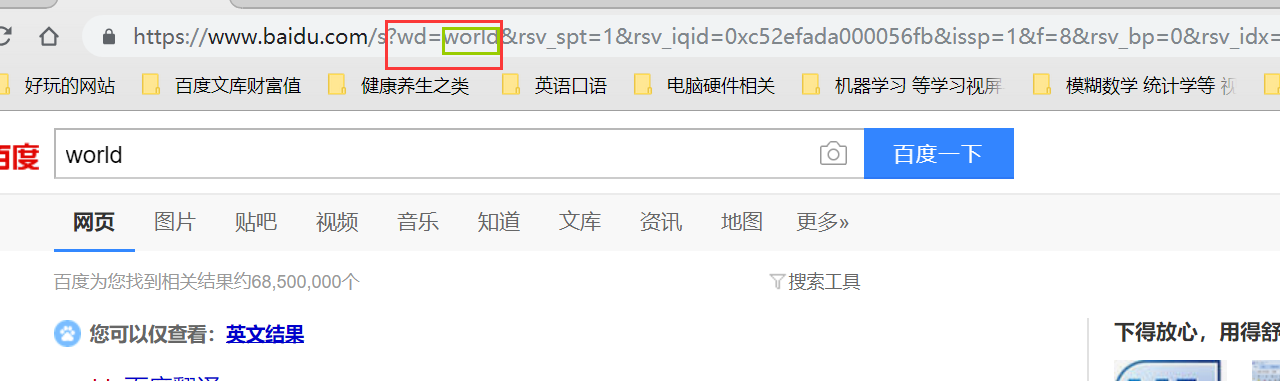 https://www.baidu.com/s?wd=world&rsv_spt=1&rsv_iqid=0xc52efada000056fb&issp=1&f=8&rsv_bp=0&rsv_idx=
好玩的网站 百度文库财富值 健康养生之类 英语口语 电脑硬件相关 机器学习 等学习视屏 模糊数学 统计学等 视
百度 world 百度一下
网页 图片 贴吧 视频 音乐 知道 文库 资讯 地图 更多»
百度为您找到相关结果约68,500,000个 搜索工具
您可以仅查看：英文结果
下得放心，用得舒
百度翻译